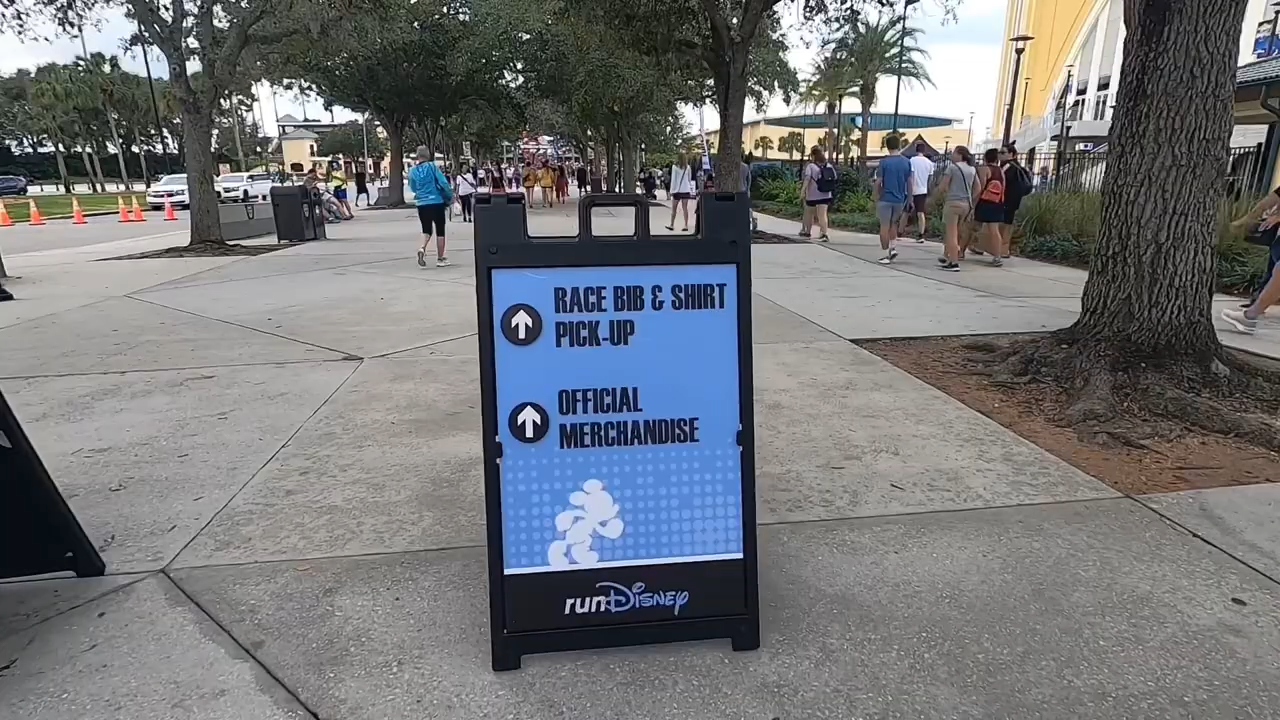 RACE BIB & SHIRT
PICK-UP
OFFICIAL
MERCHANDISE
runDisney